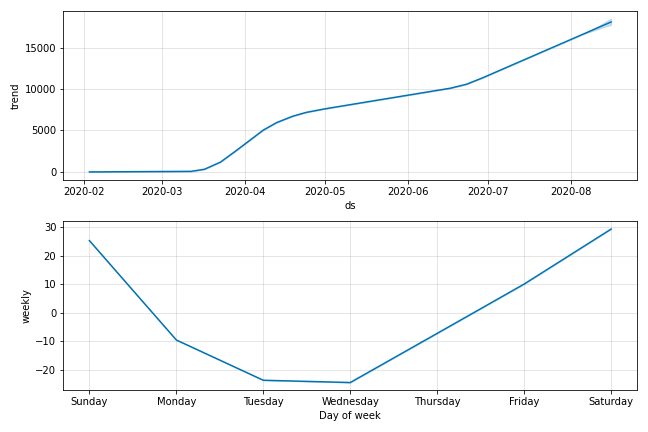 trend
15000
10000
5000
0
2020-02 2020-03 2020-04 2020-05 2020-06 2020-07 2020-08
ds
weekly
30
20
10
0
−10
−20
Sunday Monday Tuesday Wednesday Thursday Friday Saturday
Day of week